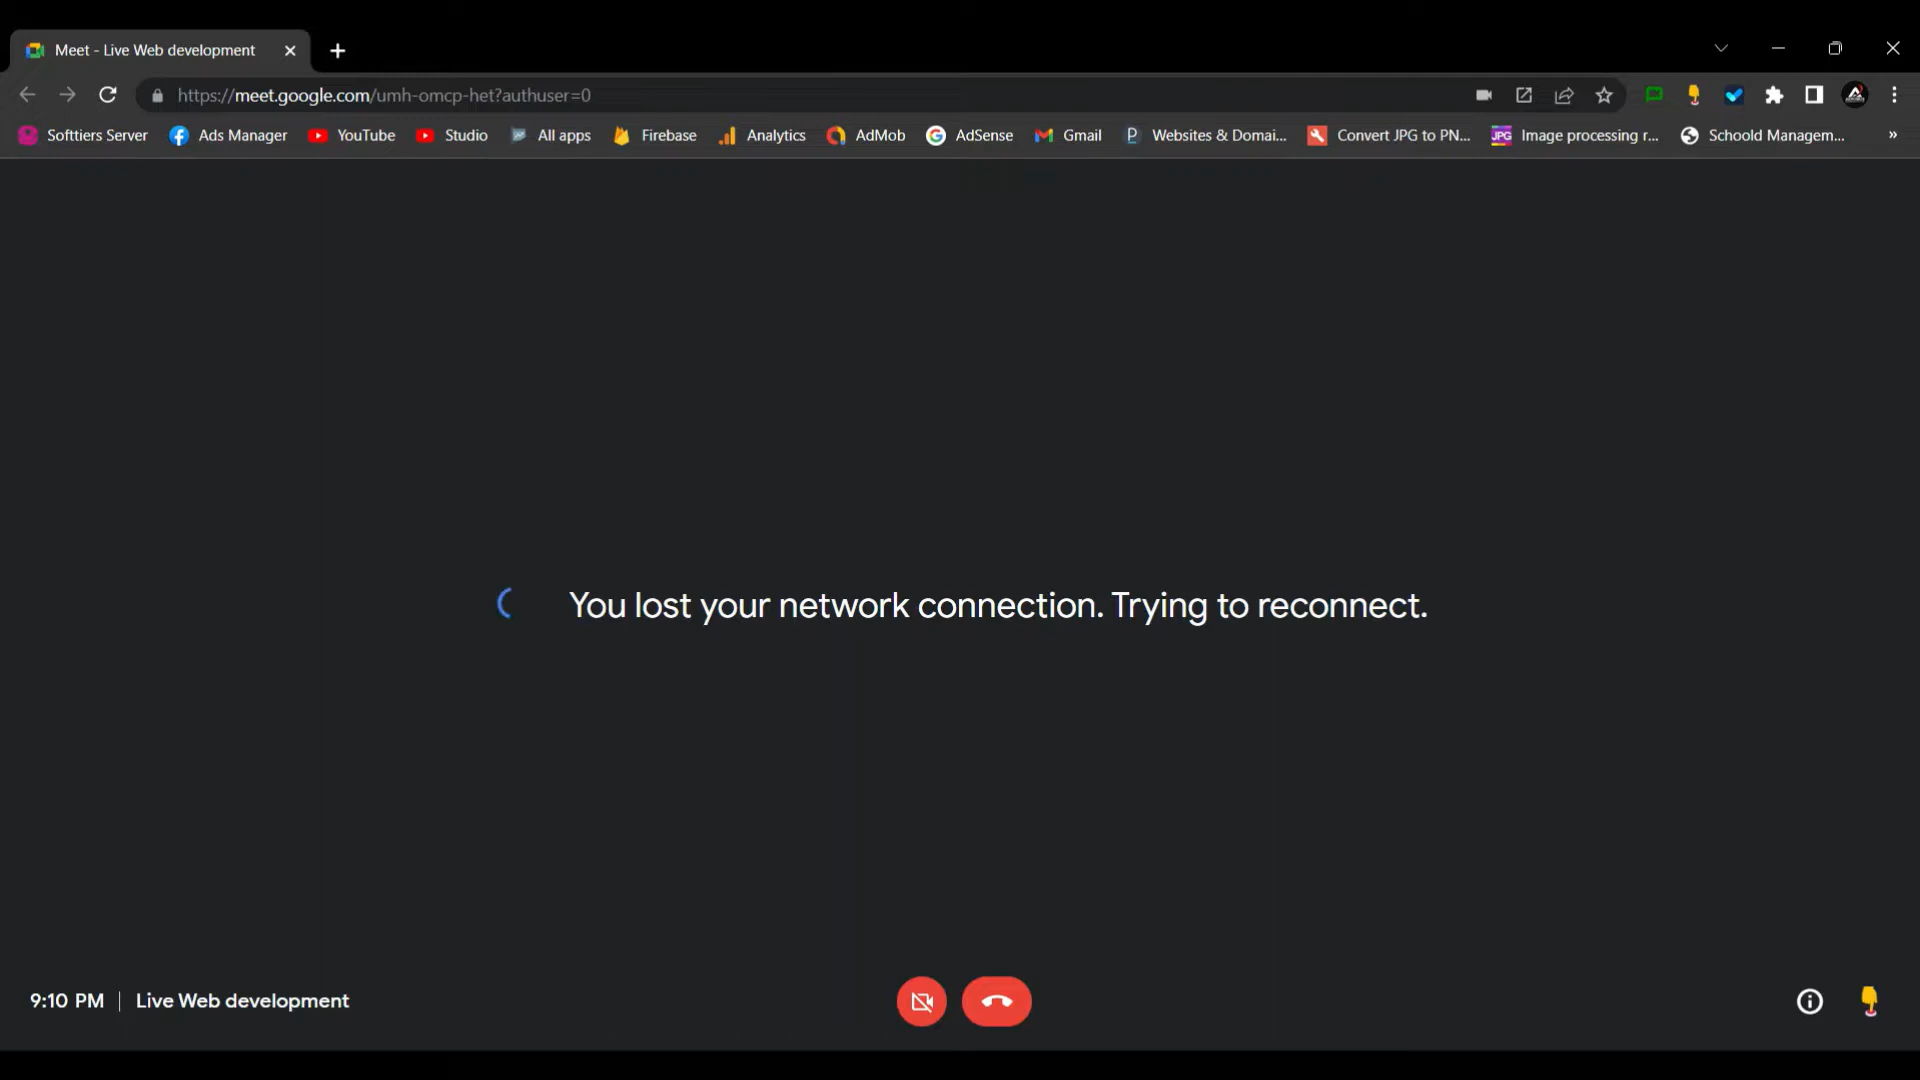 Meet - Live Web development
https://meet.google.com/umh-omcp-het?authuser=0
Softtiers Server Ads Manager YouTube Studio All apps Firebase Analytics AdMob AdSense Gmail Websites & Domai... Convert JPG to PN... JPG Image processing r... Schoold Managem... »
You lost your network connection. Trying to reconnect.
9:10 PM | Live Web development